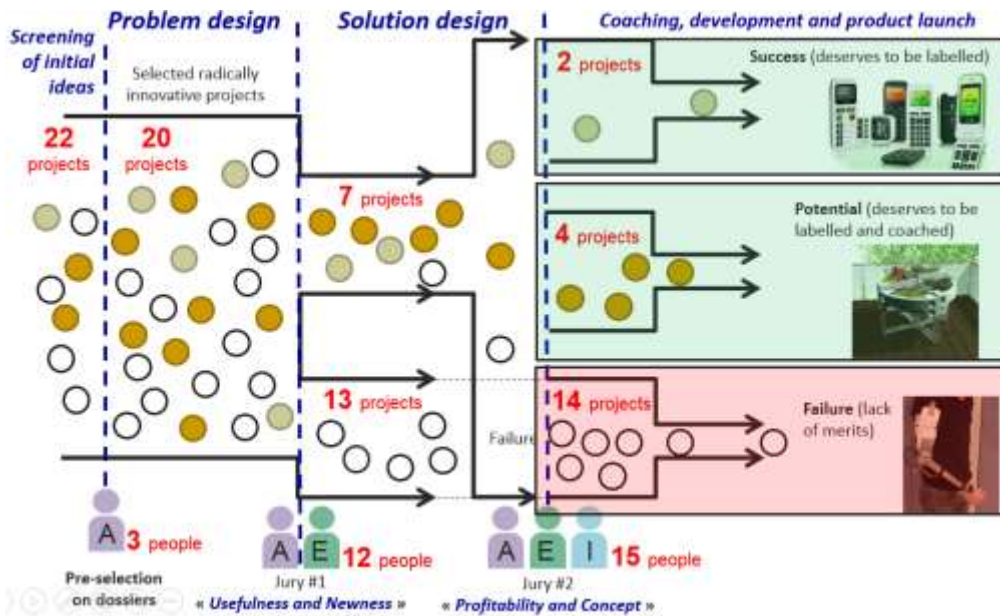 Screening
of initial
ideas
Problem design
Solution design
Coaching, development and product launch
Selected radically
innovative projects
22
projects
20
projects
7
projects
13
projects
2 projects
Success (deserves to be
labelled)
4
projects
Potential (deserves to be
labelled and coached)
14 projects
Failure (lack
of merits)
Failure
A
3 people
A E
12
people
A E I
15 people
Pre-selection
on dossiers
Jury #1
« Usefulness and Newness »
Jury #2
« Profitability and Concept »